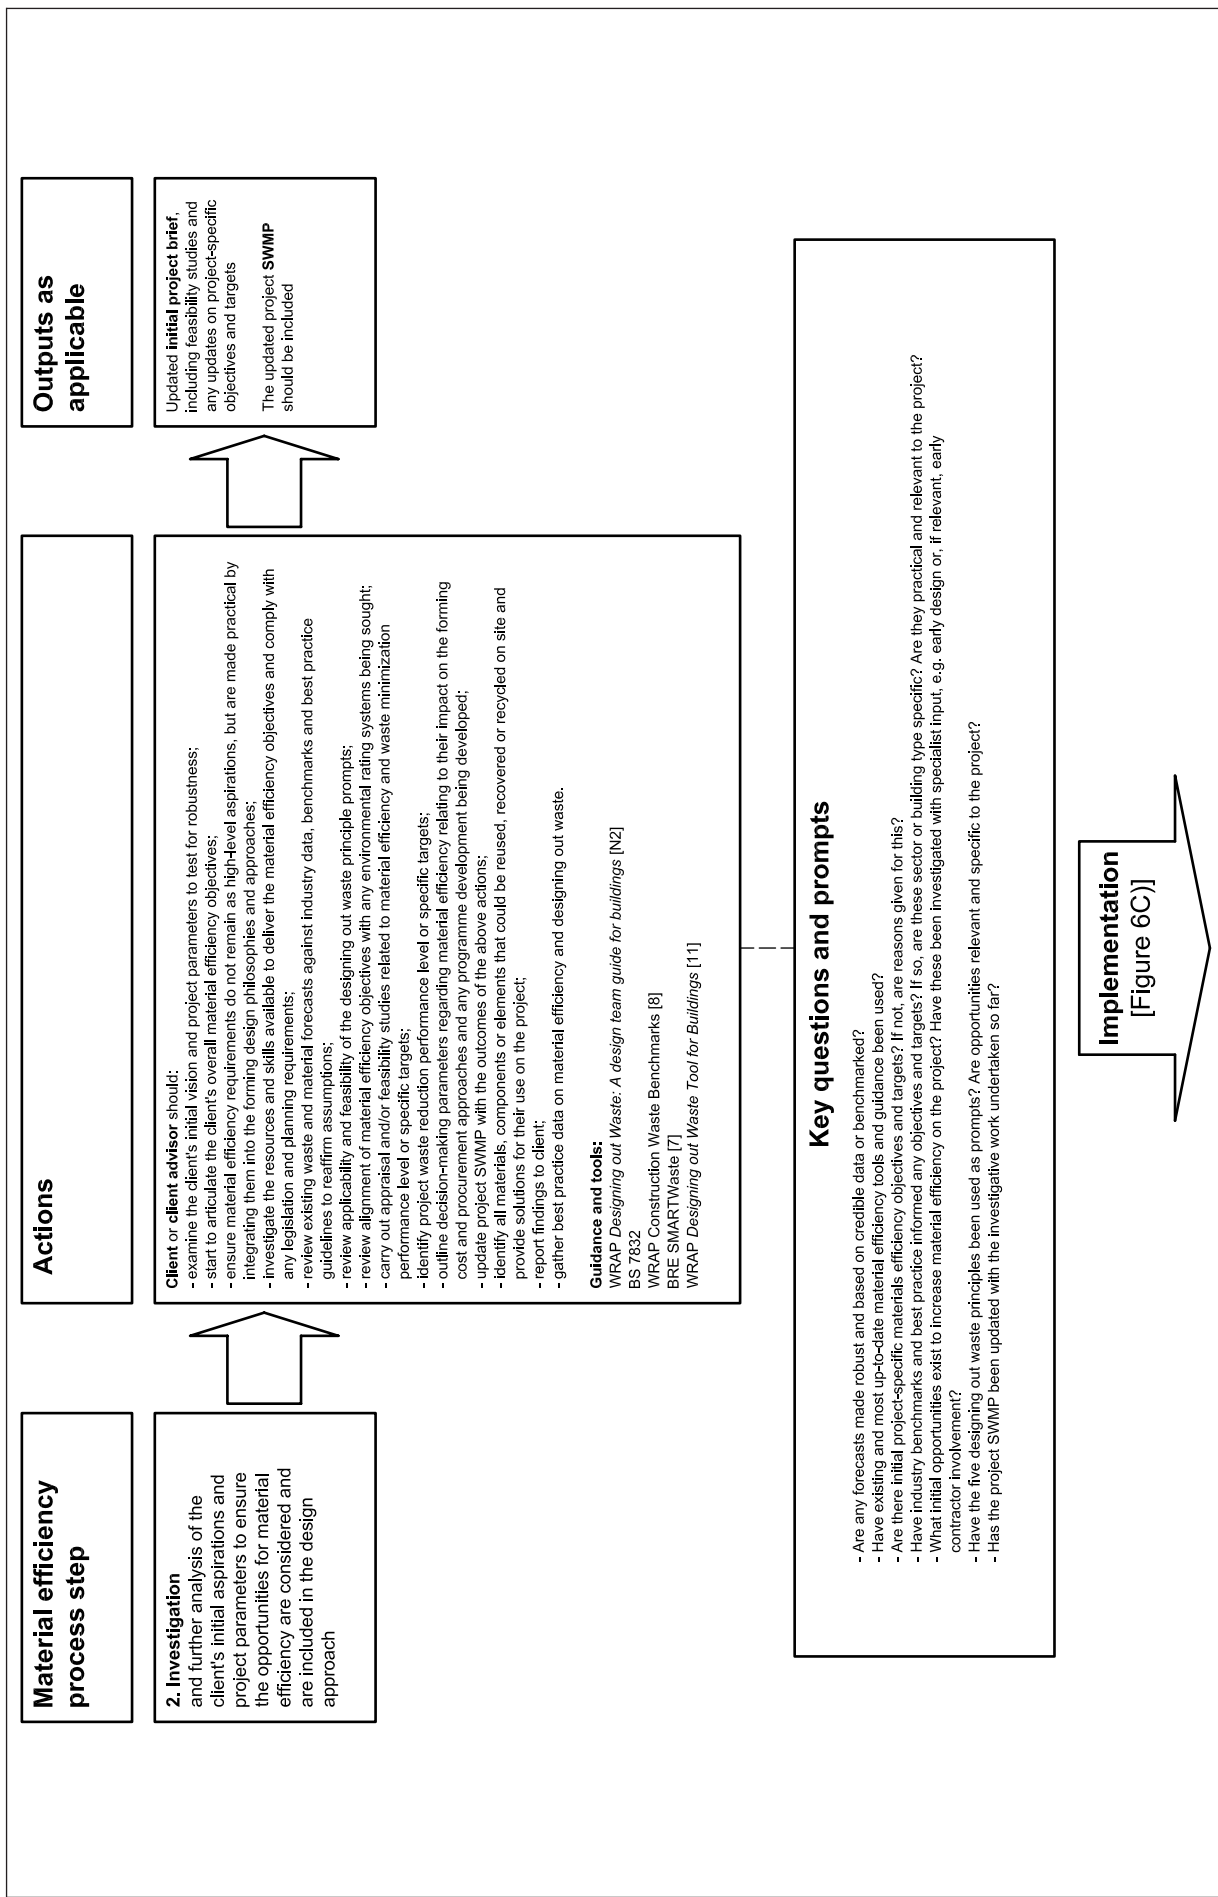 Material efficiency
process step
Actions
Outputs as
applicable
2. Investigation
and further analysis of the
client's initial aspirations and
project parameters to ensure
the opportunities for material
efficiency are considered and
are included in the design
approach
Client or client advisor should:
- examine the client's initial vision and project parameters to test for robustness;
- start to articulate the client's overall material efficiency objectives;
- ensure material efficiency requirements do not remain as high-level aspirations, but are made practical by
integrating them into the forming design philosophies and approaches;
- investigate the resources and skills available to deliver the material efficiency objectives and comply with
any legislation and planning requirements;
- review existing waste and material forecasts against industry data, benchmarks and best practice
guidelines to reaffirm assumptions;
- review applicability and feasibility of the designing out waste principle prompts;
- review alignment of material efficiency objectives with any environmental rating systems being sought;
- carry out appraisal and/or feasibility studies related to material efficiency and waste minimization
performance level or specific targets;
- identify project waste reduction performance level or specific targets;
- outline decision-making parameters regarding material efficiency relating to their impact on the forming
cost and procurement approaches and any programme development being developed;
- update project SWMP with the outcomes of the above actions;
- identify all materials, components or elements that could be reused, recovered or recycled on site and
provide solutions for their use on the project;
- report findings to client;
- gather best practice data on material efficiency and designing out waste.
Guidance and tools:
WRAP Designing out Waste: A design team guide for buildings [N2]
BS 7832
WRAP Construction Waste Benchmarks [8]
BRE SMARTWaste [7]
WRAP Designing out Waste Tool for Buildings [11]
Updated initial project brief,
including feasibility studies and
any updates on project-specific
objectives and targets
The updated project SWMP
should be included
Key questions and prompts
- Are any forecasts made robust and based on credible data or benchmarked?
- Have existing and most up-to-date material efficiency tools and guidance been used?
- Are there initial project-specific materials efficiency objectives and targets? If not, are reasons given for this?
- Have industry benchmarks and best practice informed any objectives and targets? If so, are these sector or building type specific? Are they practical and relevant to the project?
- What initial opportunities exist to increase material efficiency on the project? Have these been investigated with specialist input, e.g. early design or, if relevant, early
contractor involvement?
- Have the five designing out waste principles been used as prompts? Are opportunities relevant and specific to the project?
- Has the project SWMP been updated with the investigative work undertaken so far?
Implementation
[Figure 6C)]